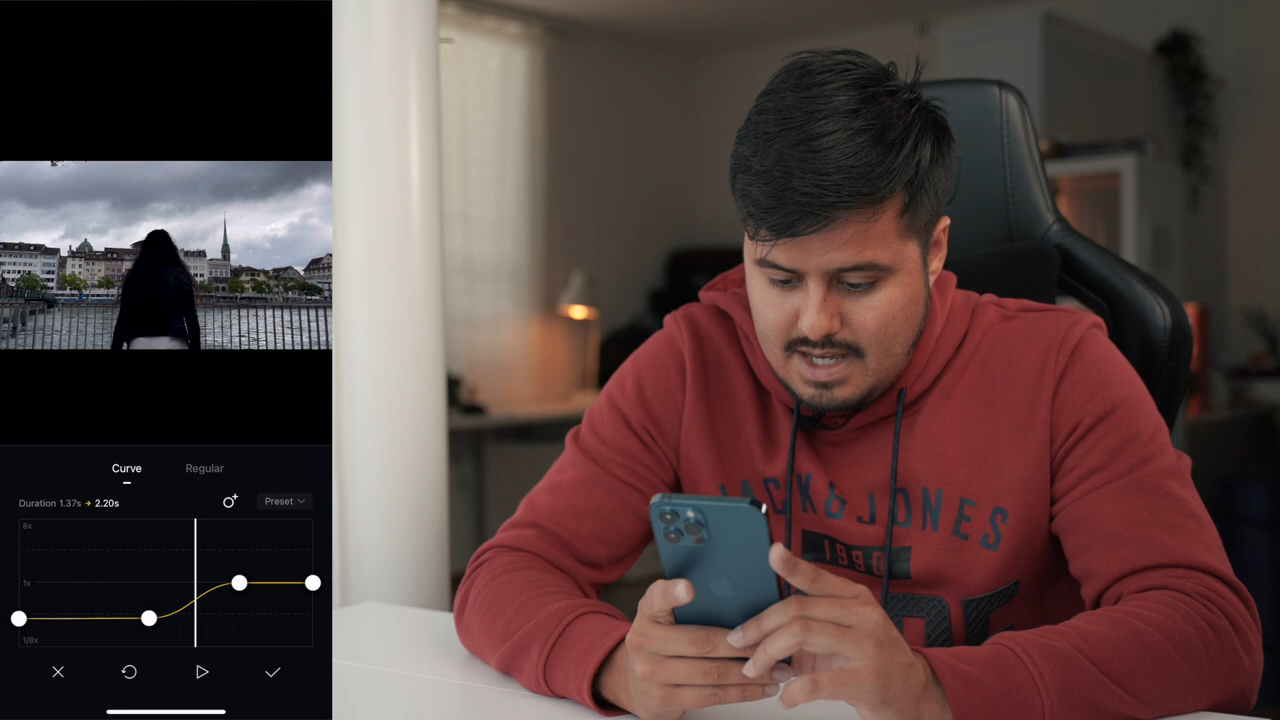 Curve Regular
Duration 1.37s → 2.20s
Preset
8x
1x
1/8x
JACK & JONES
1990